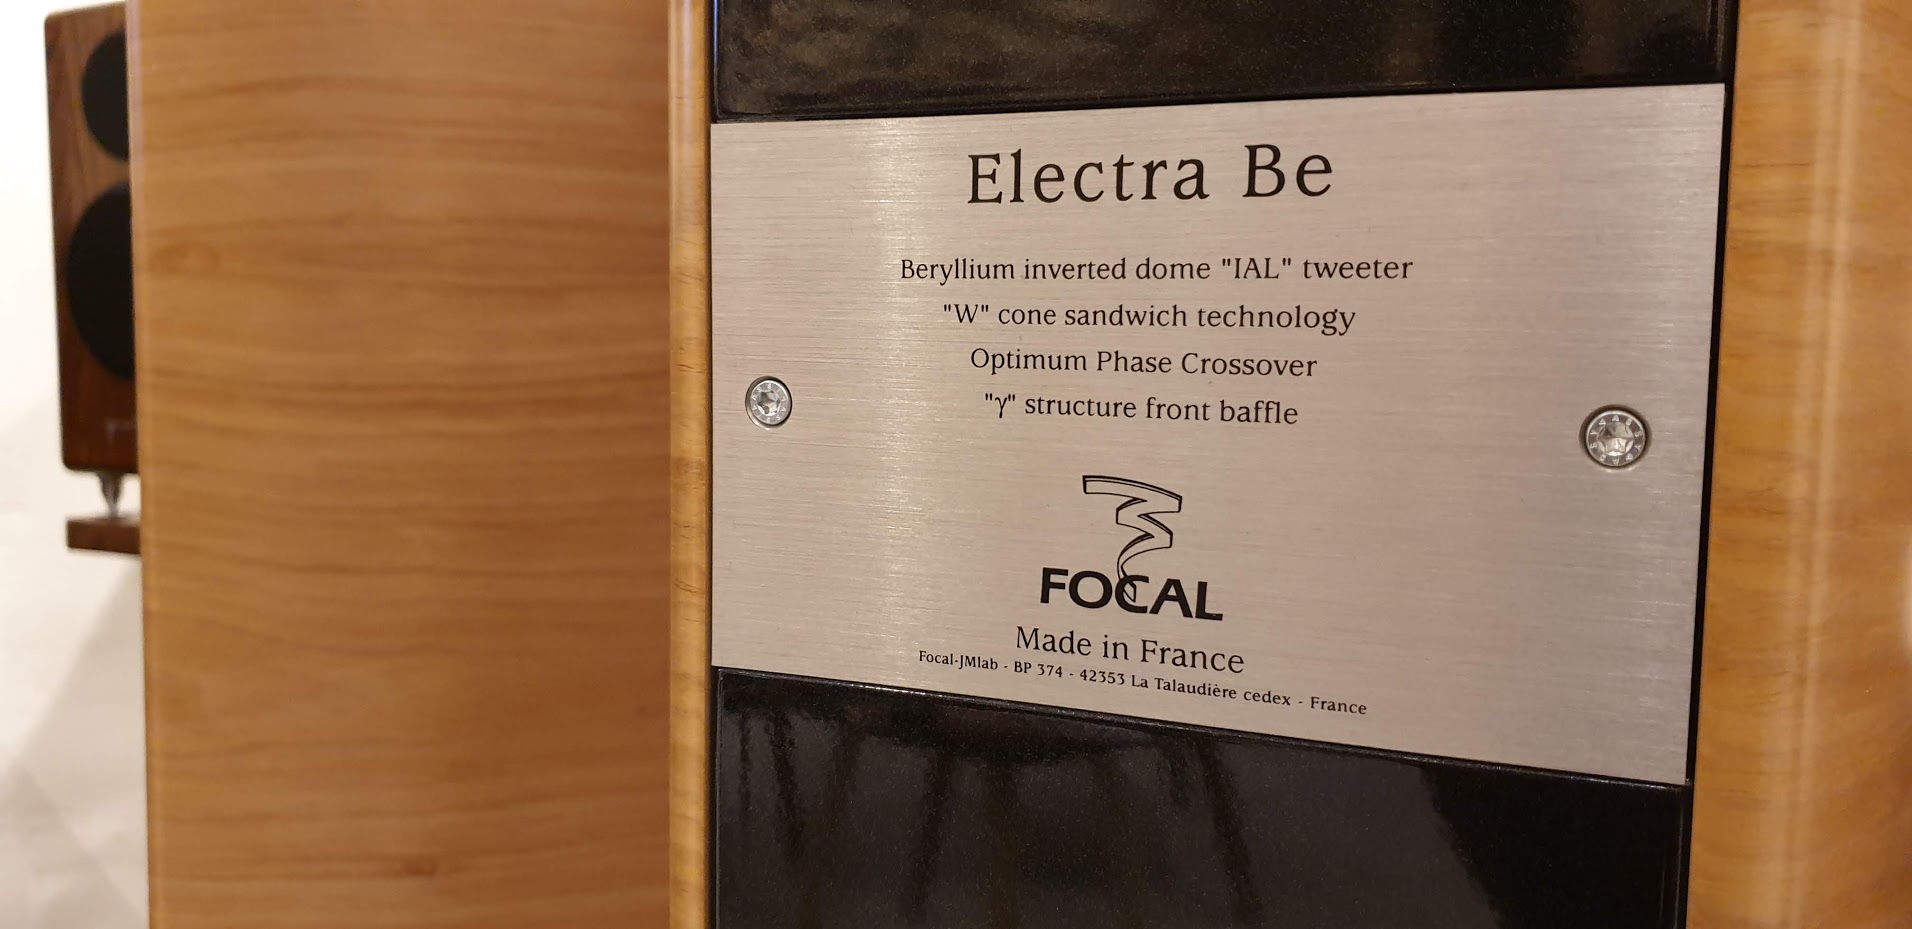 Electra Be
Beryllium inverted dome "IAL" tweeter
"W" cone sandwich technology
Optimum Phase Crossover
"γ" structure front baffle
FOCAL
Made in France
Focal-JMlab - BP 374 - 42353 La Talaudière cedex - France